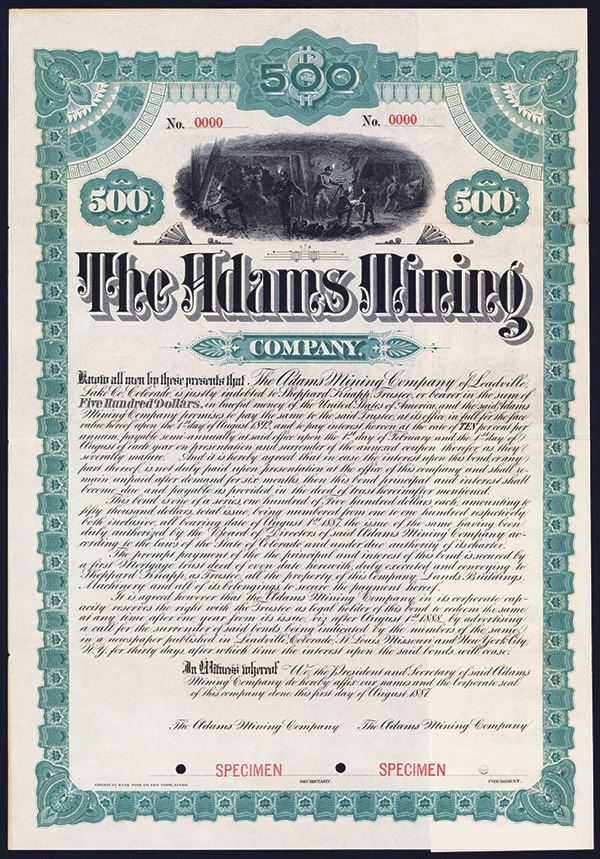 500
No. 0000 No. 0000
500 500
The Adams Mining
COMPANY.
Know all men by these presents that, The Adams Mining Company of Leadville,
Lake Co. Colorado is justly indebted to Sheppard Knapp, Trustee, or bearer in the sum of
Five Hundred Dollars, in lawful money of the United States of America and the said Adams
Mining Company promises to pay the same to the said Trustee, at its office in full for the face
value hereof upon the 1st day of August 1892, and to pay interest hereon at the rate of TEN per cent per
annum payable semi-annually at said office upon the 1st day of February and the 1st day of
August of each year on presentation and surrender of the annexed coupon therefor as they
severally mature. And it is hereby agreed that in case the interest upon this bond or any
part thereof is not duly paid upon presentation at the office of this company and shall re-
main unpaid after demand for six months then this bond principal and interest shall
become due and payable as provided in the deed of trust hereinafter mentioned.
This bond is one of a series, one hundred of Five hundred dollars each, amounting to
fifty thousand dollars, total issue, being numbered from one to one hundred respectively
both inclusive, all bearing date of August 1st 1887, the issue of the same having been
duly authorized by the Board of Directors of said Adams Mining Company ac-
cording to the laws of the State of Colorado and under due authority of its charter.
The prompt payment of the the principal and interest of this bond is secured by
a first Mortgage trust deed of even date herewith, duly executed and conveying to
Sheppard Knapp, as Trustee, all the property of this Company, Lands, Buildings,
Machinery and all of its belongings to secure the payment hereof.
It is agreed however that the Adams Mining Company in its corporate cap-
acity reserves the right with the Trustee as legal holder of this bond to redeem the same
at any time after one year from its issue, viz: after August 1st 1888, by advertising
a call for the surrender of said bonds being indicated by the numbers of the same,
in a newspaper published in Leadville, Colorado, St. Louis, Missouri and New York City,
N.Y. for thirty days after which time the interest upon the said bonds will cease.
In Witness whereof We, the President and Secretary of said Adams
Mining Company do hereby affix our names and the Corporate seal
of this company done this first day of August 1887.
The Adams Mining Company The Adams Mining Company
SPECIMEN SPECIMEN
AMERICAN BANK NOTE CO. NEW YORK SECRETARY. PRESIDENT.